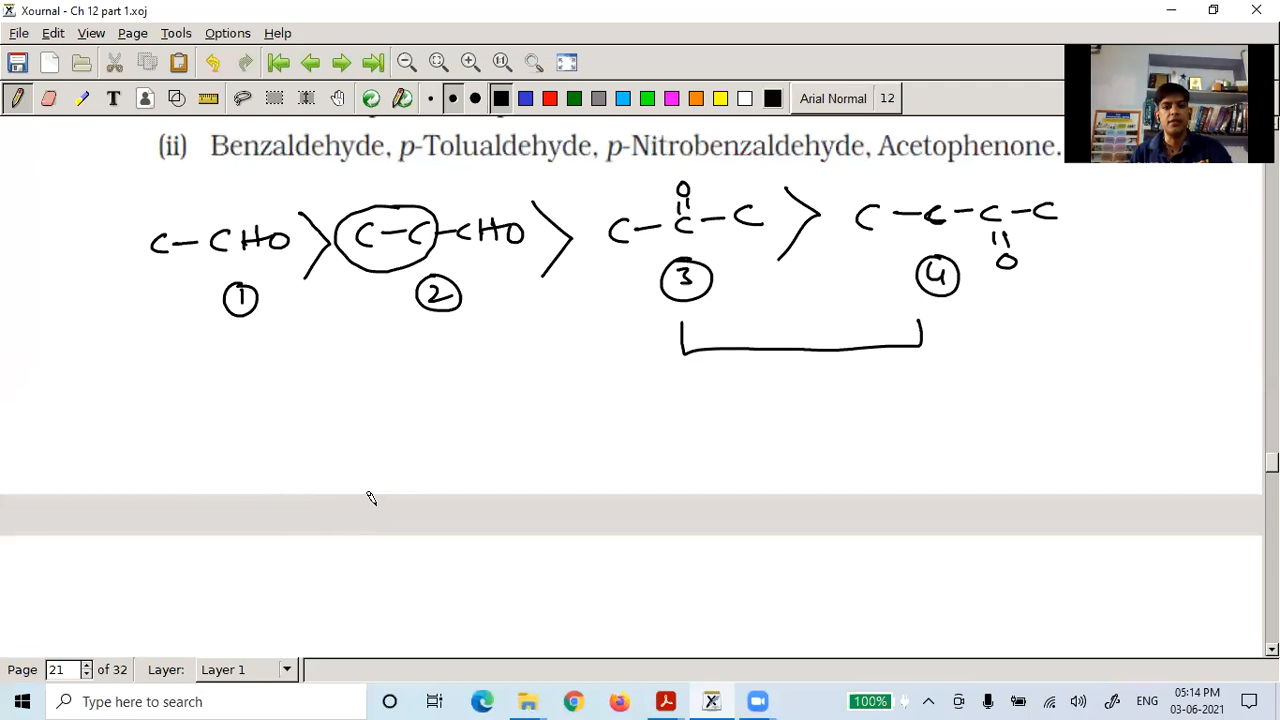 Xournal - Ch 12 part 1.xoj
File Edit View Page Tools Options Help
Arial Normal 12
(ii) Benzaldehyde, p-Tolualdehyde, p-Nitrobenzaldehyde, Acetophenone.
O
C - CHO > C - C - CHO > C - C - C > C - C - C - C
O
1 2 3 4
Page 21 of 32 Layer: Layer 1
Type here to search 100% ENG 05:14 PM
03-06-2021